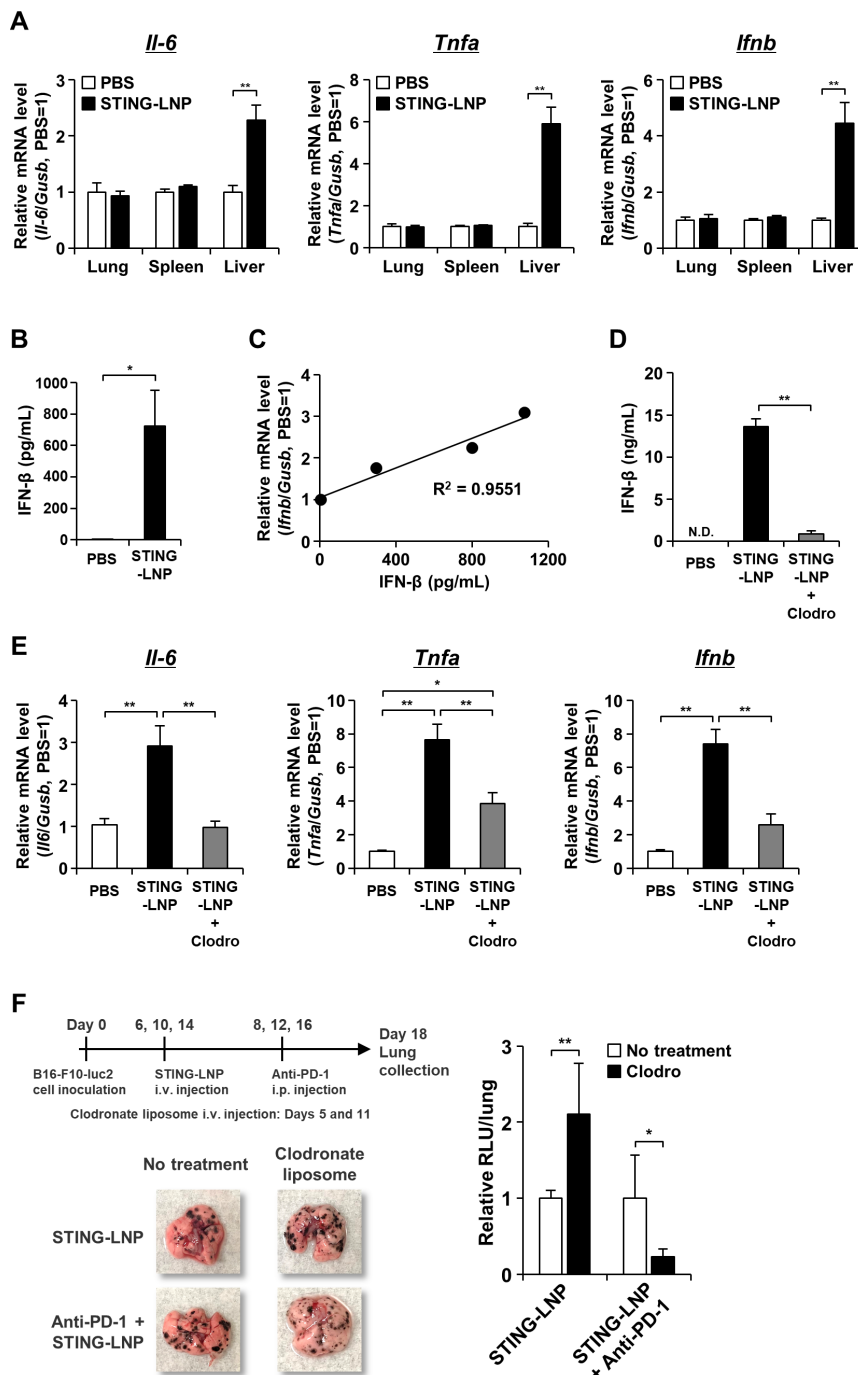 A
Il-6
Tnfa
Ifnb
Relative mRNA level
(Il-6/Gusb, PBS=1)
3
2
1
0
PBS
STING-LNP
**
Lung Spleen Liver
Relative mRNA level
(Tnfa/Gusb, PBS=1)
8
6
4
2
0
PBS
STING-LNP
**
Lung Spleen Liver
Relative mRNA level
(Ifnb/Gusb, PBS=1)
6
4
2
0
PBS
STING-LNP
**
Lung Spleen Liver
B
IFN-β (pg/mL)
1000
800
600
400
200
0
*
PBS STING
-LNP
C
Relative mRNA level
(Ifnb/Gusb, PBS=1)
4
3
2
1
0
R² = 0.9551
0 400 800 1200
IFN-β (pg/mL)
D
IFN-β (ng/mL)
20
15
10
5
0
**
N.D.
PBS STING STING
-LNP -LNP
+
Clodro
E
Il-6
Tnfa
Ifnb
Relative mRNA level
(Il6/Gusb, PBS=1)
4
3
2
1
0
** **
PBS STING STING
-LNP -LNP
+
Clodro
Relative mRNA level
(Tnfa/Gusb, PBS=1)
10
8
6
4
2
0
*
** **
PBS STING STING
-LNP -LNP
+
Clodro
Relative mRNA level
(Ifnb/Gusb, PBS=1)
10
8
6
4
2
0
** **
PBS STING STING
-LNP -LNP
+
Clodro
F
Day 0 6, 10, 14 8, 12, 16
Day 18
Lung
collection
B16-F10-luc2 STING-LNP Anti-PD-1
cell inoculation i.v. injection i.p. injection
Clodronate liposome i.v. injection: Days 5 and 11
No treatment
Clodronate
liposome
STING-LNP
Anti-PD-1 +
STING-LNP
Relative RLU/lung
3
2
1
0
No treatment
Clodro
**
*
STING-LNP
STING-LNP
+ Anti-PD-1